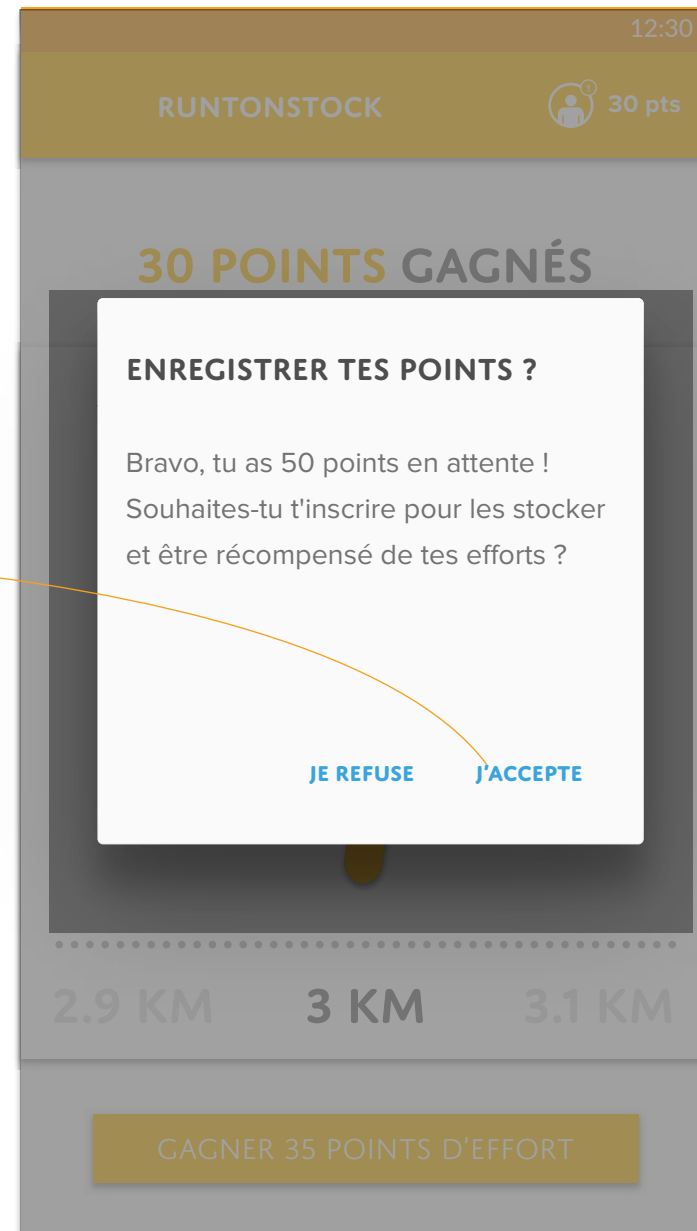 12:30
RUNTONSTOCK
30 pts
30 POINTS GAGNÉS
ENREGISTRER TES POINTS ?
Bravo, tu as 50 points en attente !
Souhaites-tu t'inscrire pour les stocker
et être récompensé de tes efforts ?
JE REFUSE J'ACCEPTE
2.9 KM 3 KM 3.1 KM
GAGNER 35 POINTS D'EFFORT